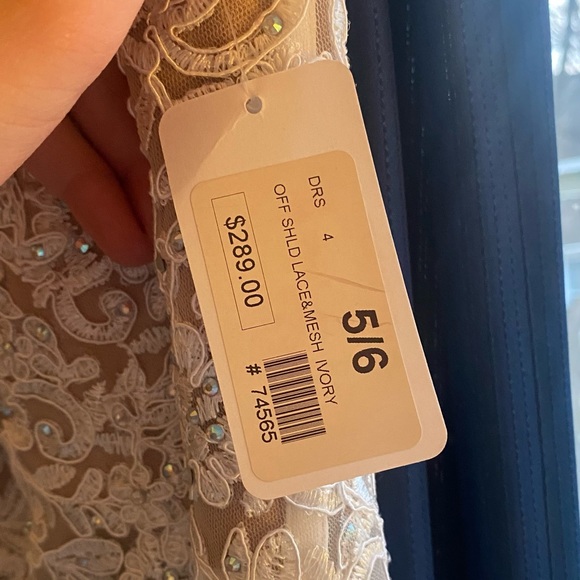 DRS 4
OFF SHLD LACE&MESH IVORY
5/6
$289.00
# 74565